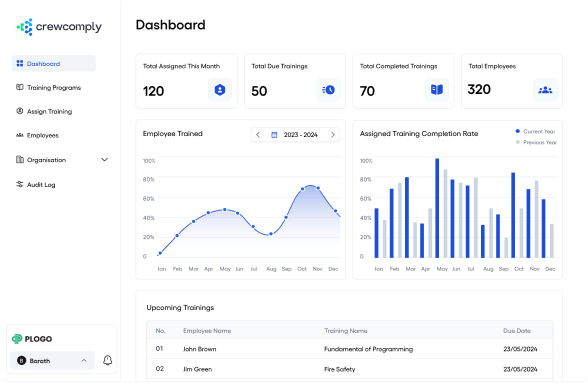 crewcomply
Dashboard
Training Programs
Assign Training
Employees
Organisation
Audit Log
PLOGO
B Barath
Dashboard
Total Assigned This Month
120
Total Due Trainings
50
Total Completed Trainings
70
Total Employees
320
Employee Trained
2023 - 2024
100%
80%
60%
40%
20%
0
Jan Feb Mar Apr May Jun Jul Aug Sep Oct Nov Dec
Assigned Training Completion Rate
Current Year
Previous Year
100%
80%
60%
40%
20%
0
Jan Feb Mar Apr May Jun Jul Aug Sep Oct Nov Dec
Upcoming Trainings
No. Employee Name Training Name Due Date
01 John Brown Fundamental of Programming 23/05/2024
02 Jim Green Fire Safety 23/05/2024